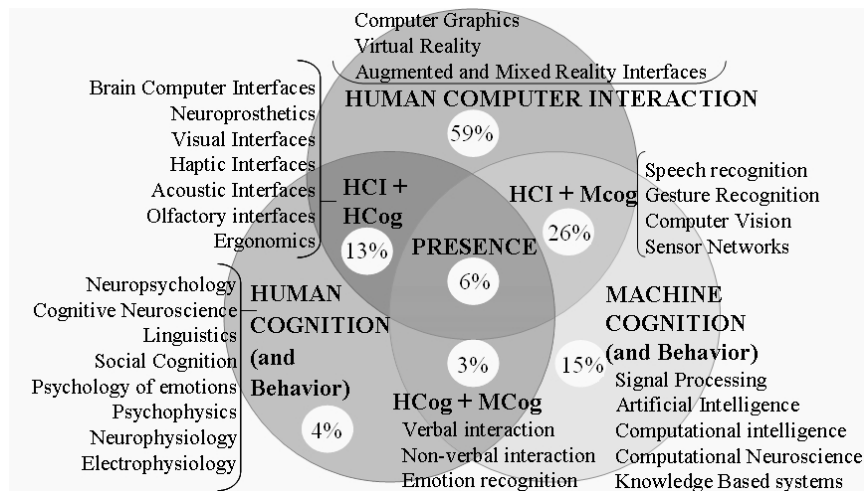 Computer Graphics
Virtual Reality
Augmented and Mixed Reality Interfaces
HUMAN COMPUTER INTERACTION
59%
Brain Computer Interfaces
Neuroprosthetics
Visual Interfaces
Haptic Interfaces
Acoustic Interfaces
Olfactory interfaces
Ergonomics
HCI +
HCog
13%
HCI + Mcog
26%
Speech recognition
Gesture Recognition
Computer Vision
Sensor Networks
PRESENCE
6%
Neuropsychology
Cognitive Neuroscience
Linguistics
Social Cognition
Psychology of emotions
Psychophysics
Neurophysiology
Electrophysiology
HUMAN
COGNITION
(and
Behavior)
4%
3%
HCog + MCog
Verbal interaction
Non-verbal interaction
Emotion recognition
MACHINE
COGNITION
(and Behavior)
15%
Signal Processing
Artificial Intelligence
Computational intelligence
Computational Neuroscience
Knowledge Based systems